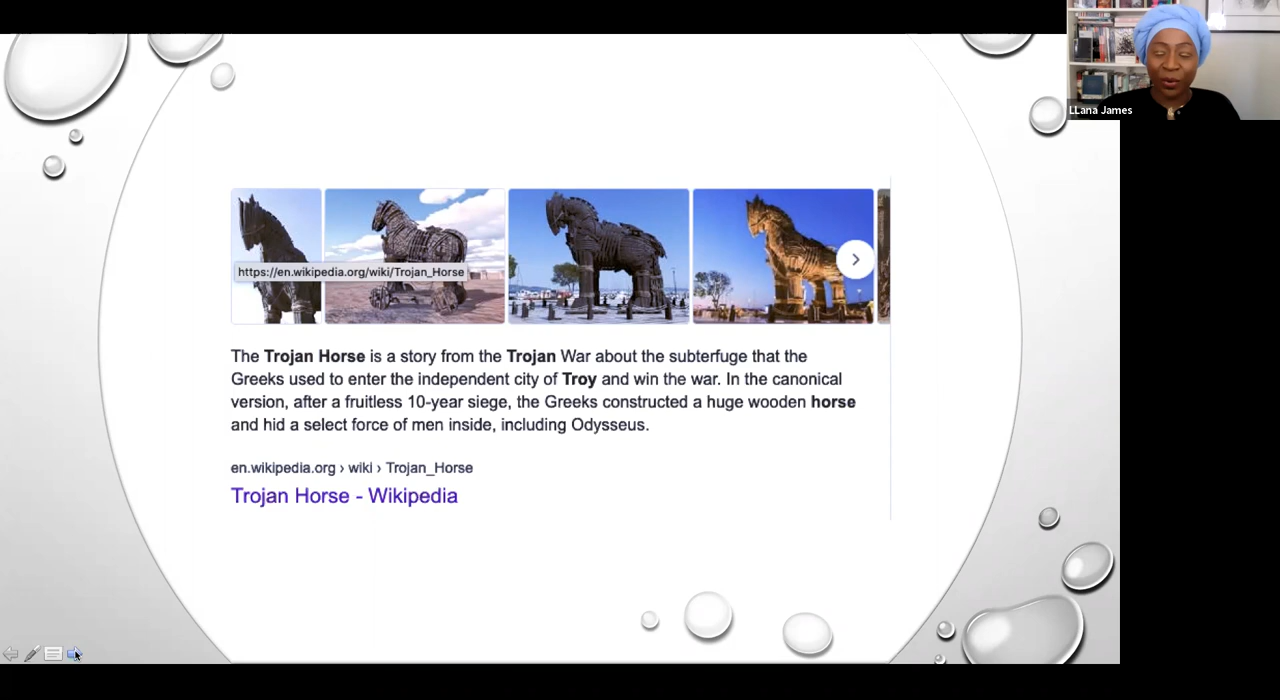 LLana James
https://en.wikipedia.org/wiki/Trojan_Horse
The Trojan Horse is a story from the Trojan War about the subterfuge that the
Greeks used to enter the independent city of Troy and win the war. In the canonical
version, after a fruitless 10-year siege, the Greeks constructed a huge wooden horse
and hid a select force of men inside, including Odysseus.
en.wikipedia.org › wiki › Trojan_Horse
Trojan Horse - Wikipedia